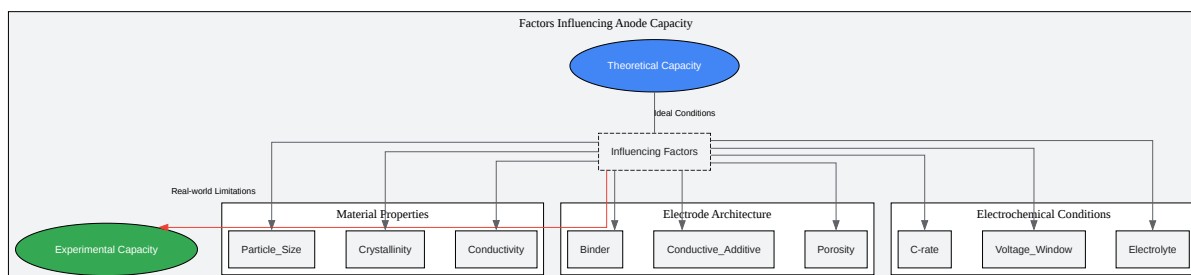 Factors Influencing Anode Capacity
Theoretical Capacity
Ideal Conditions
Influencing Factors
Real-world Limitations
Material Properties
Electrode Architecture
Electrochemical Conditions
Experimental Capacity
Particle_Size
Crystallinity
Conductivity
Binder
Conductive_Additive
Porosity
C-rate
Voltage_Window
Electrolyte